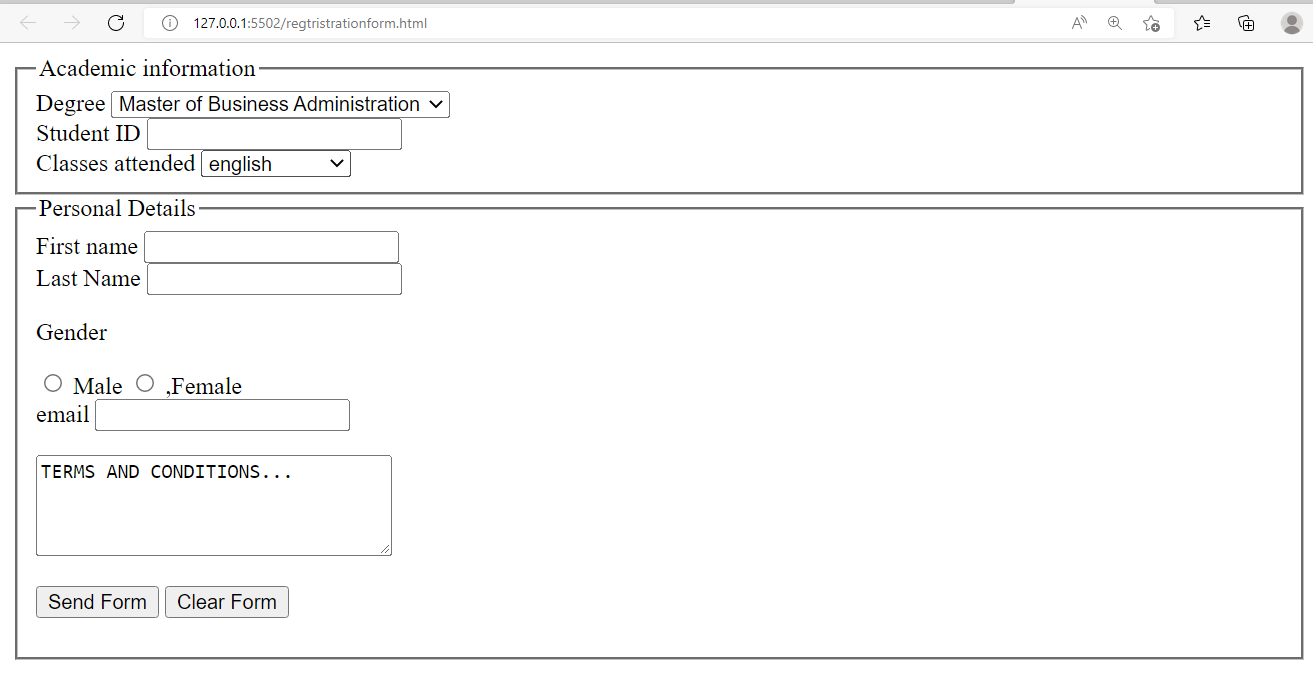 127.0.0.1:5502/regtristrationform.html
Academic information
Degree Master of Business Administration
Student ID
Classes attended english
Personal Details
First name
Last Name
Gender
Male ,Female
email
TERMS AND CONDITIONS...
Send Form Clear Form